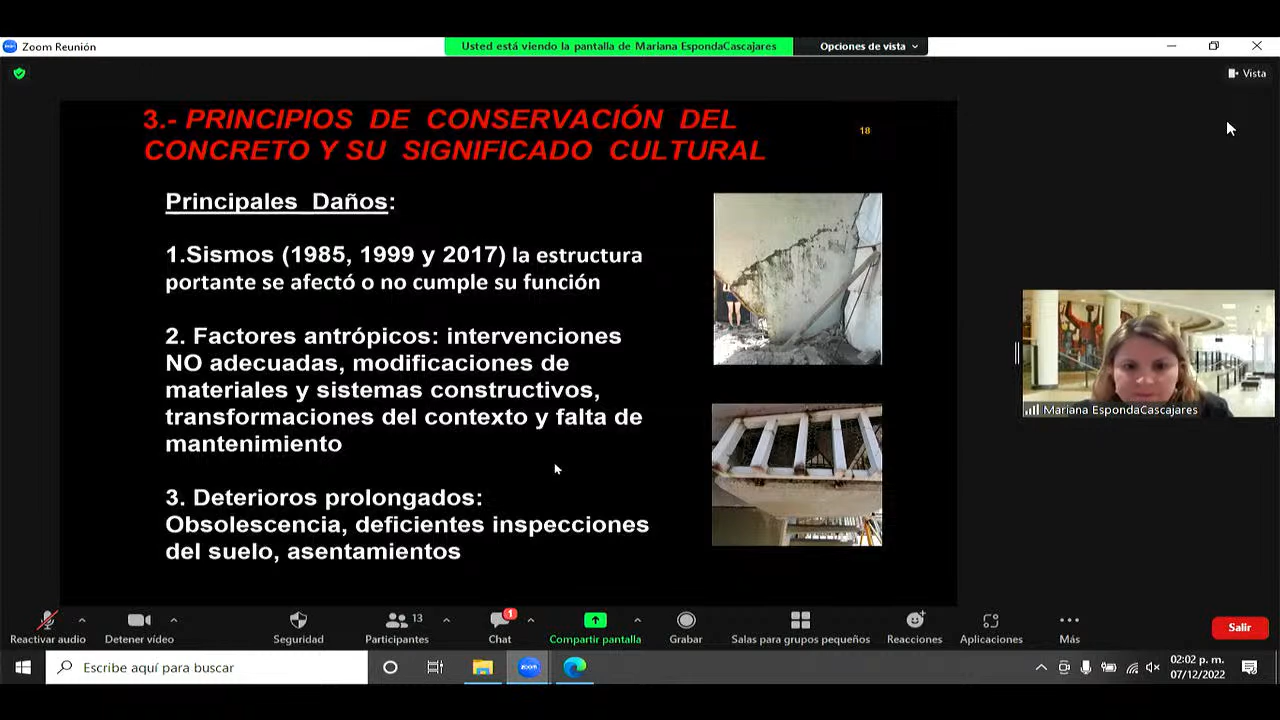 Zoom Reunión
Usted está viendo la pantalla de Mariana EspondaCascajares
Opciones de vista
Vista
3.- PRINCIPIOS DE CONSERVACIÓN DEL
CONCRETO Y SU SIGNIFICADO CULTURAL
18
Principales Daños:
1.Sismos (1985, 1999 y 2017) la estructura
portante se afectó o no cumple su función
2. Factores antrópicos: intervenciones
NO adecuadas, modificaciones de
materiales y sistemas constructivos,
transformaciones del contexto y falta de
mantenimiento
3. Deterioros prolongados:
Obsolescencia, deficientes inspecciones
del suelo, asentamientos
Mariana EspondaCascajares
Reactivar audio
Detener vídeo
Seguridad
13
Participantes
1
Chat
Compartir pantalla
Grabar
Salas para grupos pequeños
Reacciones
Aplicaciones
Más
Salir
Escribe aquí para buscar
zoom
02:02 p. m.
07/12/2022